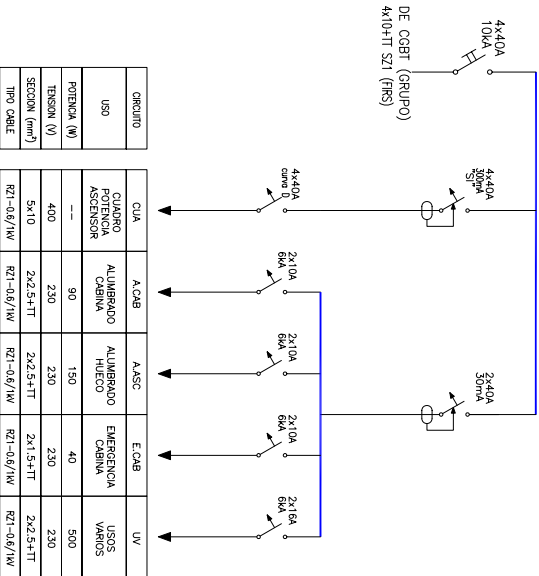 DE CGBT (GRUPO)
4x10+TT SZ1 (FIRS)
4x40A
10kA
4x40A
300mA
"SI"
2x40A
30mA
4x40A
curva D
2x10A
6kA
2x10A
6kA
2x10A
6kA
2x16A
6kA
CIRCUITO CUA A.CAB A.ASC E.CAB UV
USO CUADRO POTENCIA ASCENSOR ALUMBRADO CABINA ALUMBRADO HUECO EMERGENCIA CABINA USOS VARIOS
POTENCIA (W) -- 90 150 40 500
TENSION (V) 400 230 230 230 230
SECCION (mm²) 5x10 2x2.5+TT 2x2.5+TT 2x1.5+TT 2x2.5+TT
TIPO CABLE RZ1-0.6/1kV RZ1-0.6/1kV RZ1-0.6/1kV RZ1-0.6/1kV RZ1-0.6/1kV